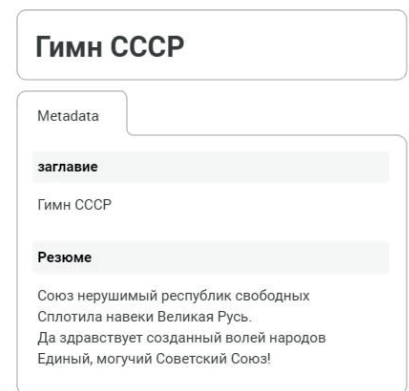 Гимн СССР
Metadata
заглавие
Гимн СССР
Резюме
Союз нерушимый республик свободных
Сплотила навеки Великая Русь.
Да здравствует созданный волей народов
Единый, могучий Советский Союз!